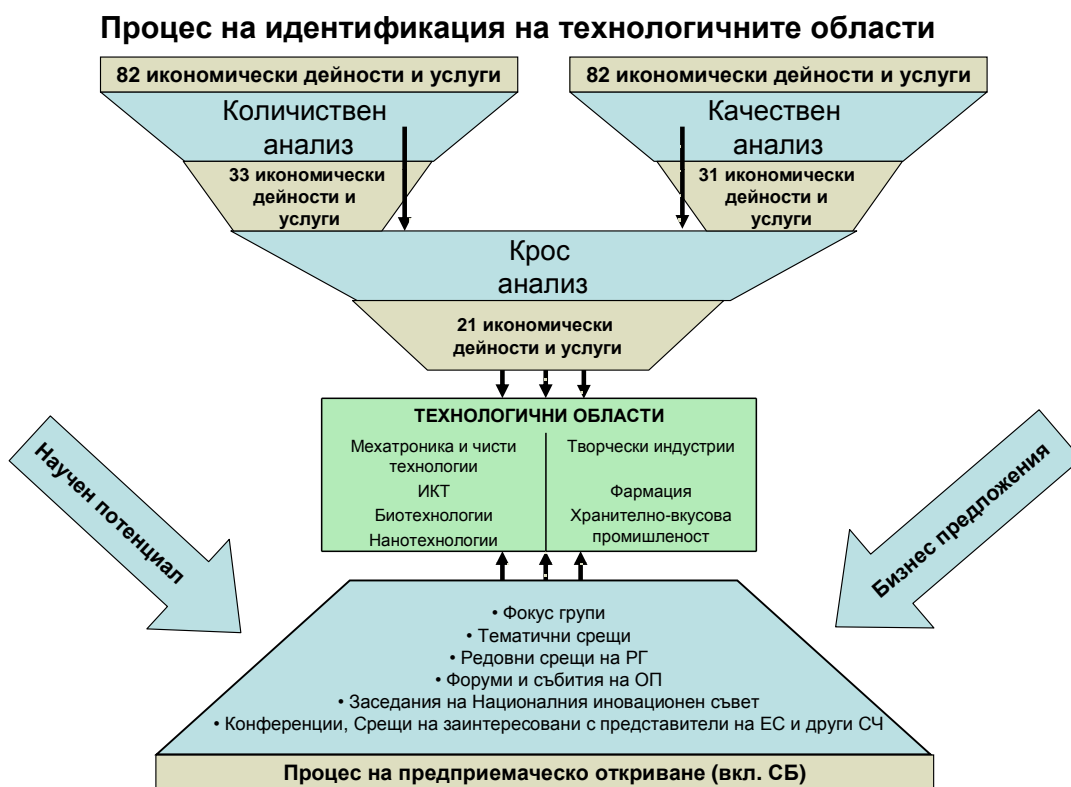 Процес на идентификация на технологичните области
82 икономически дейности и услуги
82 икономически дейности и услуги
Количиствен
анализ
Качествен
анализ
33 икономически
дейности и
услуги
31 икономически
дейности и
услуги
Крос
анализ
21 икономически
дейности и услуги
ТЕХНОЛОГИЧНИ ОБЛАСТИ
Мехатроника и чисти
технологии
ИКТ
Биотехнологии
Нанотехнологии
Творчески индустрии
Фармация
Хранително-вкусова
промишленост
Научен потенциал
Бизнес предложения
• Фокус групи
• Тематични срещи
• Редовни срещи на РГ
• Форуми и събития на ОП
• Заседания на Националния иновационен съвет
• Конференции, Срещи на заинтересовани с представители на ЕС и други СЧ
Процес на предприемаческо откриване (вкл. СБ)